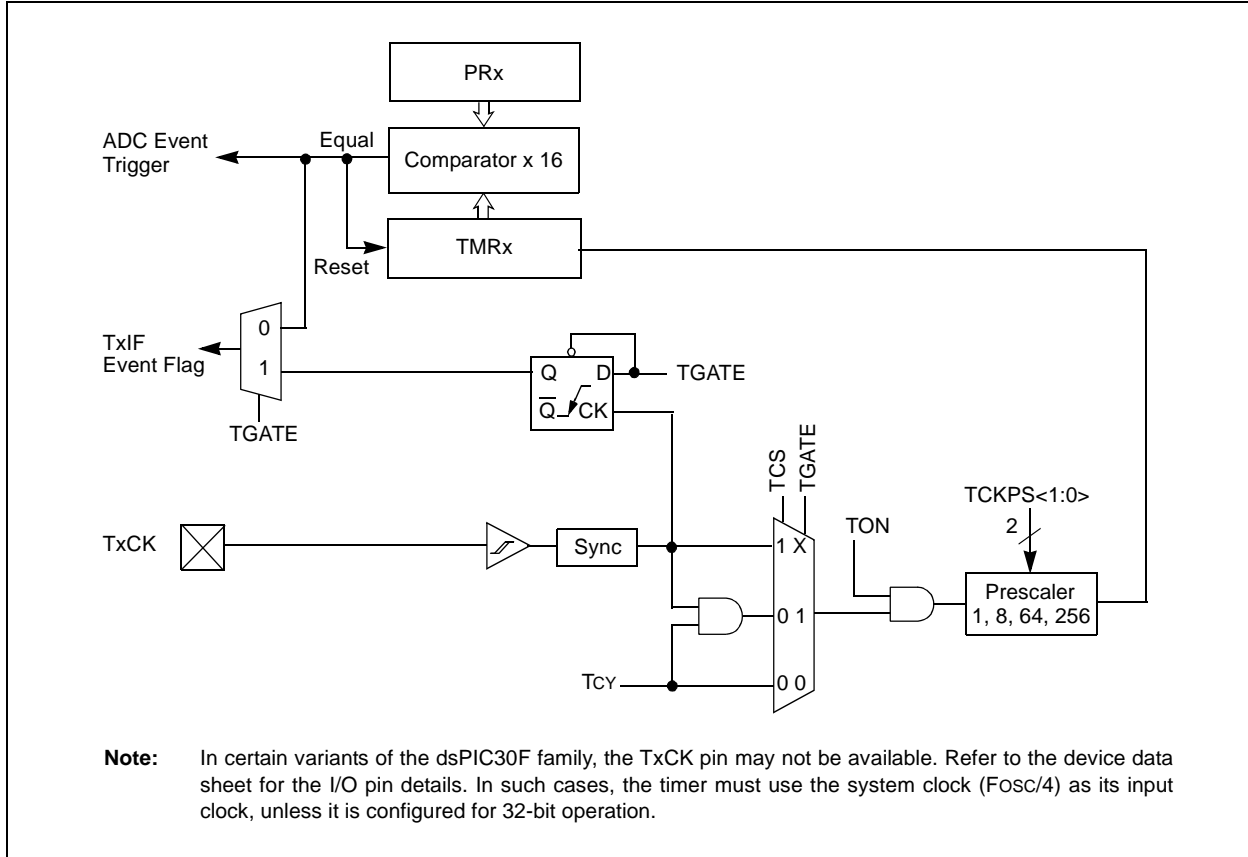 PRx
ADC Event
Trigger
Equal
Comparator x 16
TMRx
Reset
0
TxIF
Event Flag
1
Q D
TGATE
Q CK
TGATE
TCS
TGATE
TCKPS<1:0>
TON
2
TxCK
Sync
1 X
Prescaler
1, 8, 64, 256
0 1
TCY
0 0
Note: In certain variants of the dsPIC30F family, the TxCK pin may not be available. Refer to the device data
sheet for the I/O pin details. In such cases, the timer must use the system clock (FOSC/4) as its input
clock, unless it is configured for 32-bit operation.